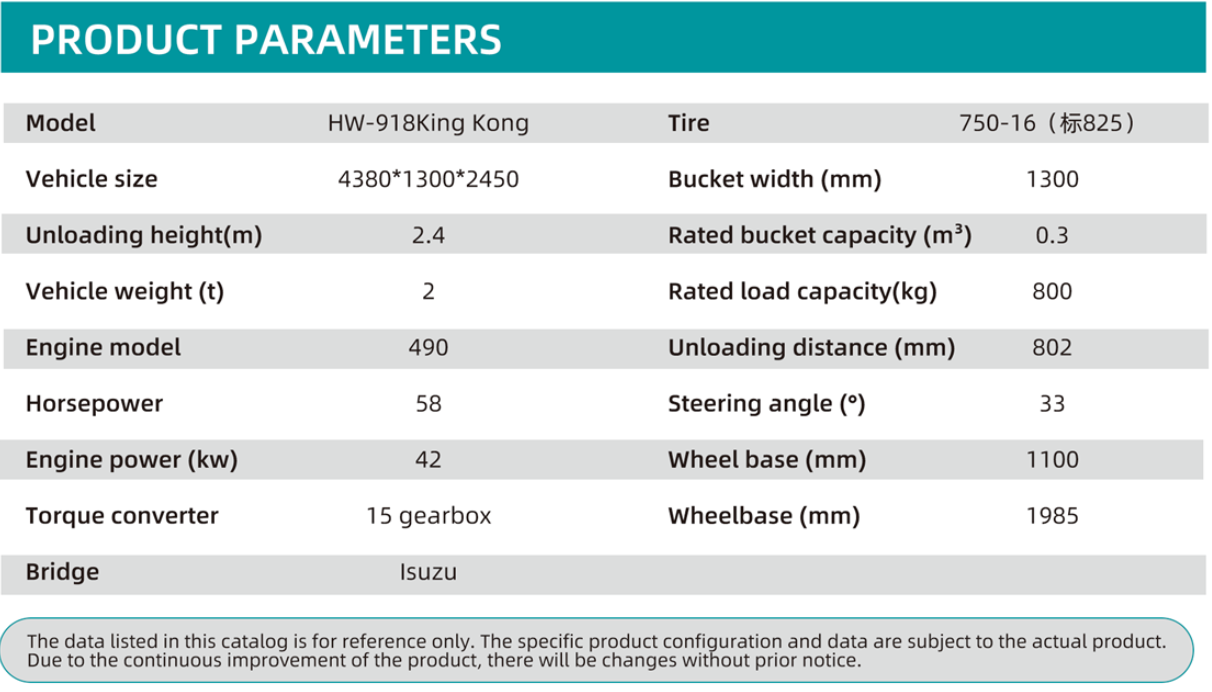 PRODUCT PARAMETERS
Model HW-918King Kong Tire 750-16（标825）
Vehicle size 4380*1300*2450 Bucket width (mm) 1300
Unloading height(m) 2.4 Rated bucket capacity (m³) 0.3
Vehicle weight (t) 2 Rated load capacity(kg) 800
Engine model 490 Unloading distance (mm) 802
Horsepower 58 Steering angle (°) 33
Engine power (kw) 42 Wheel base (mm) 1100
Torque converter 15 gearbox Wheelbase (mm) 1985
Bridge Isuzu
The data listed in this catalog is for reference only. The specific product configuration and data are subject to the actual product.
Due to the continuous improvement of the product, there will be changes without prior notice.